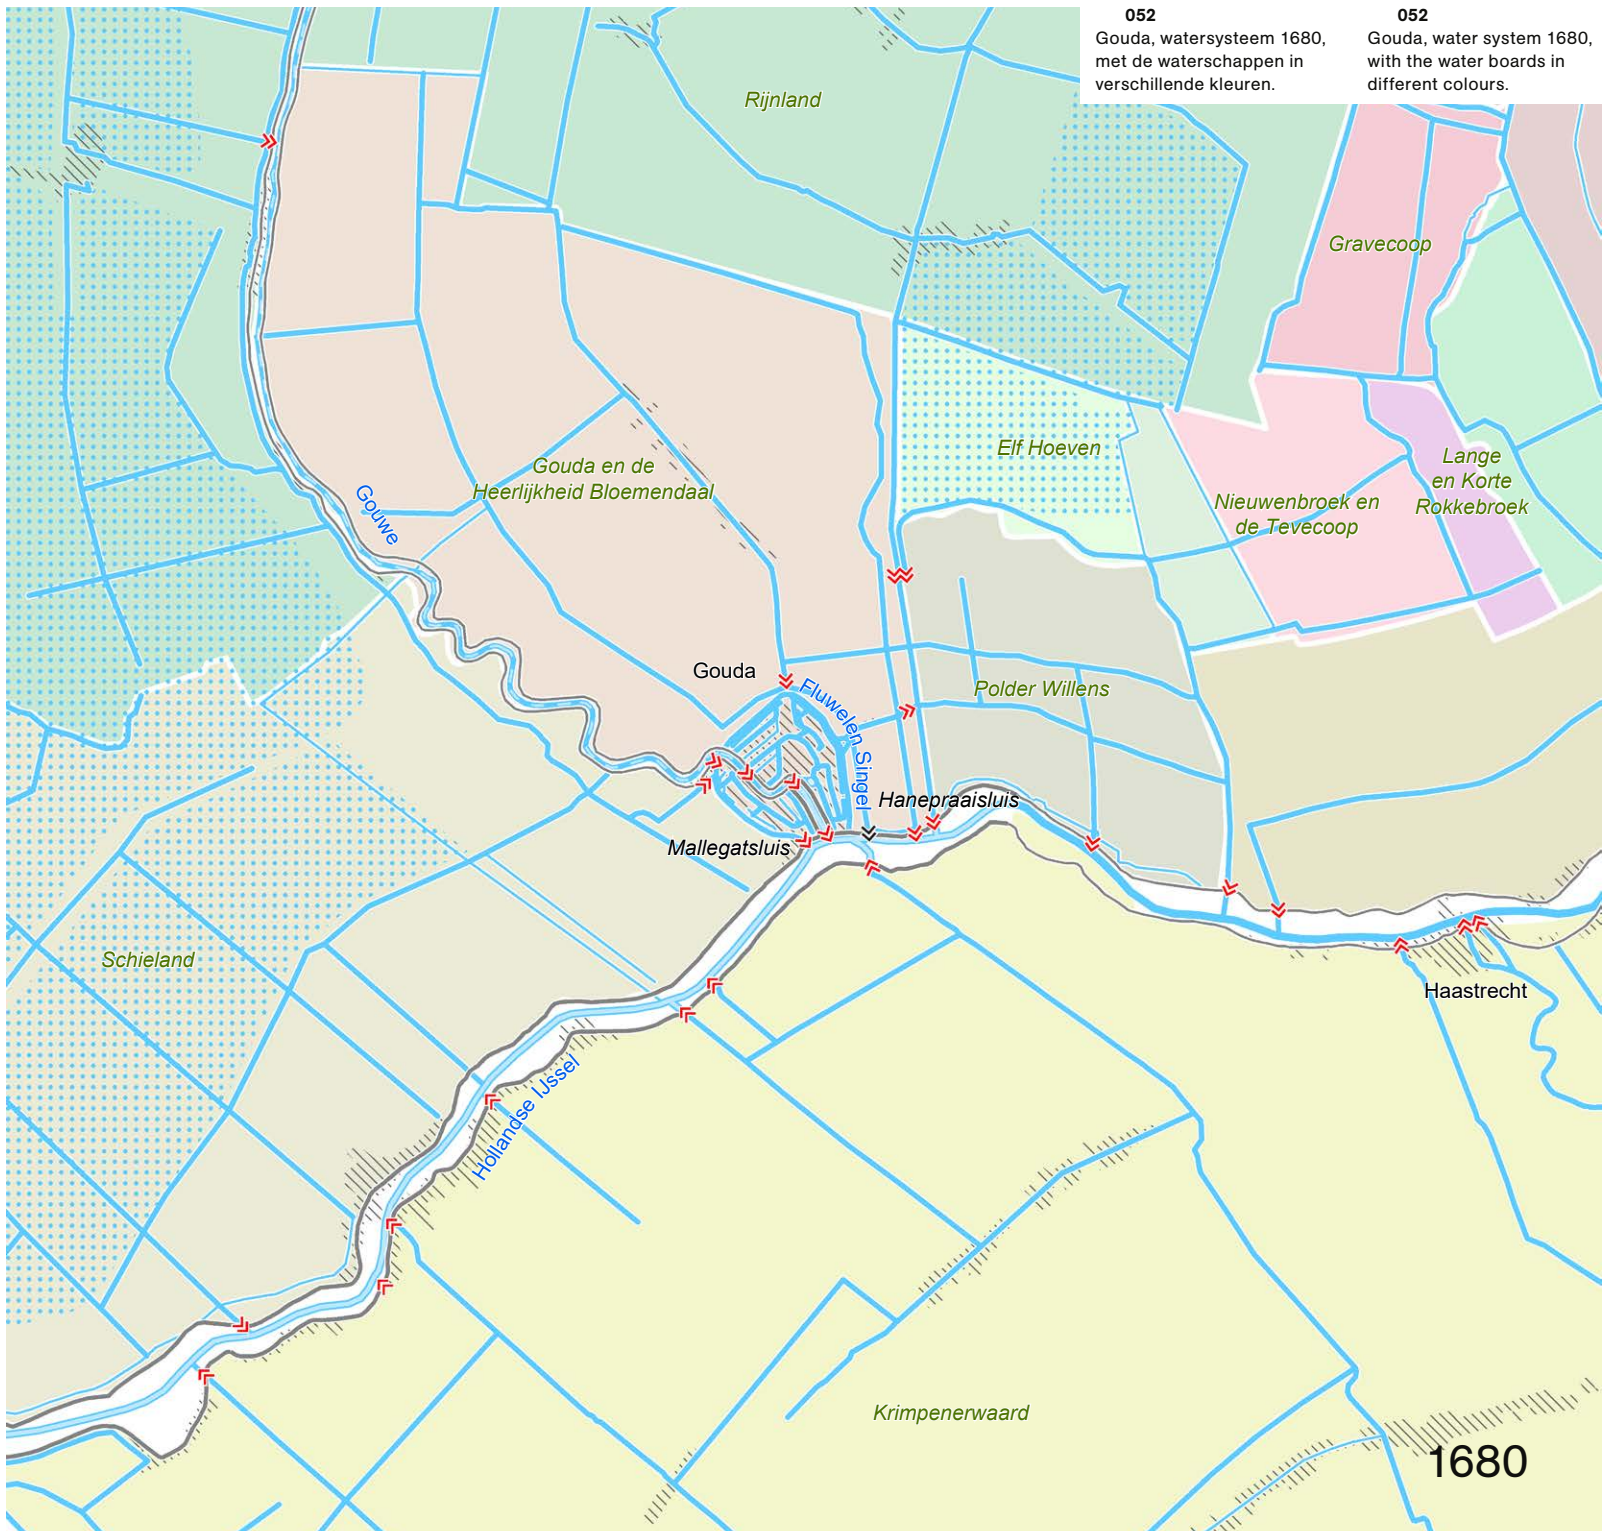 052
Gouda, watersysteem 1680,
met de waterschappen in
verschillende kleuren.
052
Gouda, water system 1680,
with the water boards in
different colours.
Rijnland
Gravecoop
Elf Hoeven
Lange
en Korte
Rokkebroek
Gouda en de
Heerlijkheid Bloemendaal
Nieuwenbroek en
de Tevecoop
Gouwe
Gouda
Fluwelen Singel
Polder Willens
Hanepraaisluis
Mallegatsluis
Schieland
Haastrecht
Hollandse IJssel
Krimpenerwaard
1680